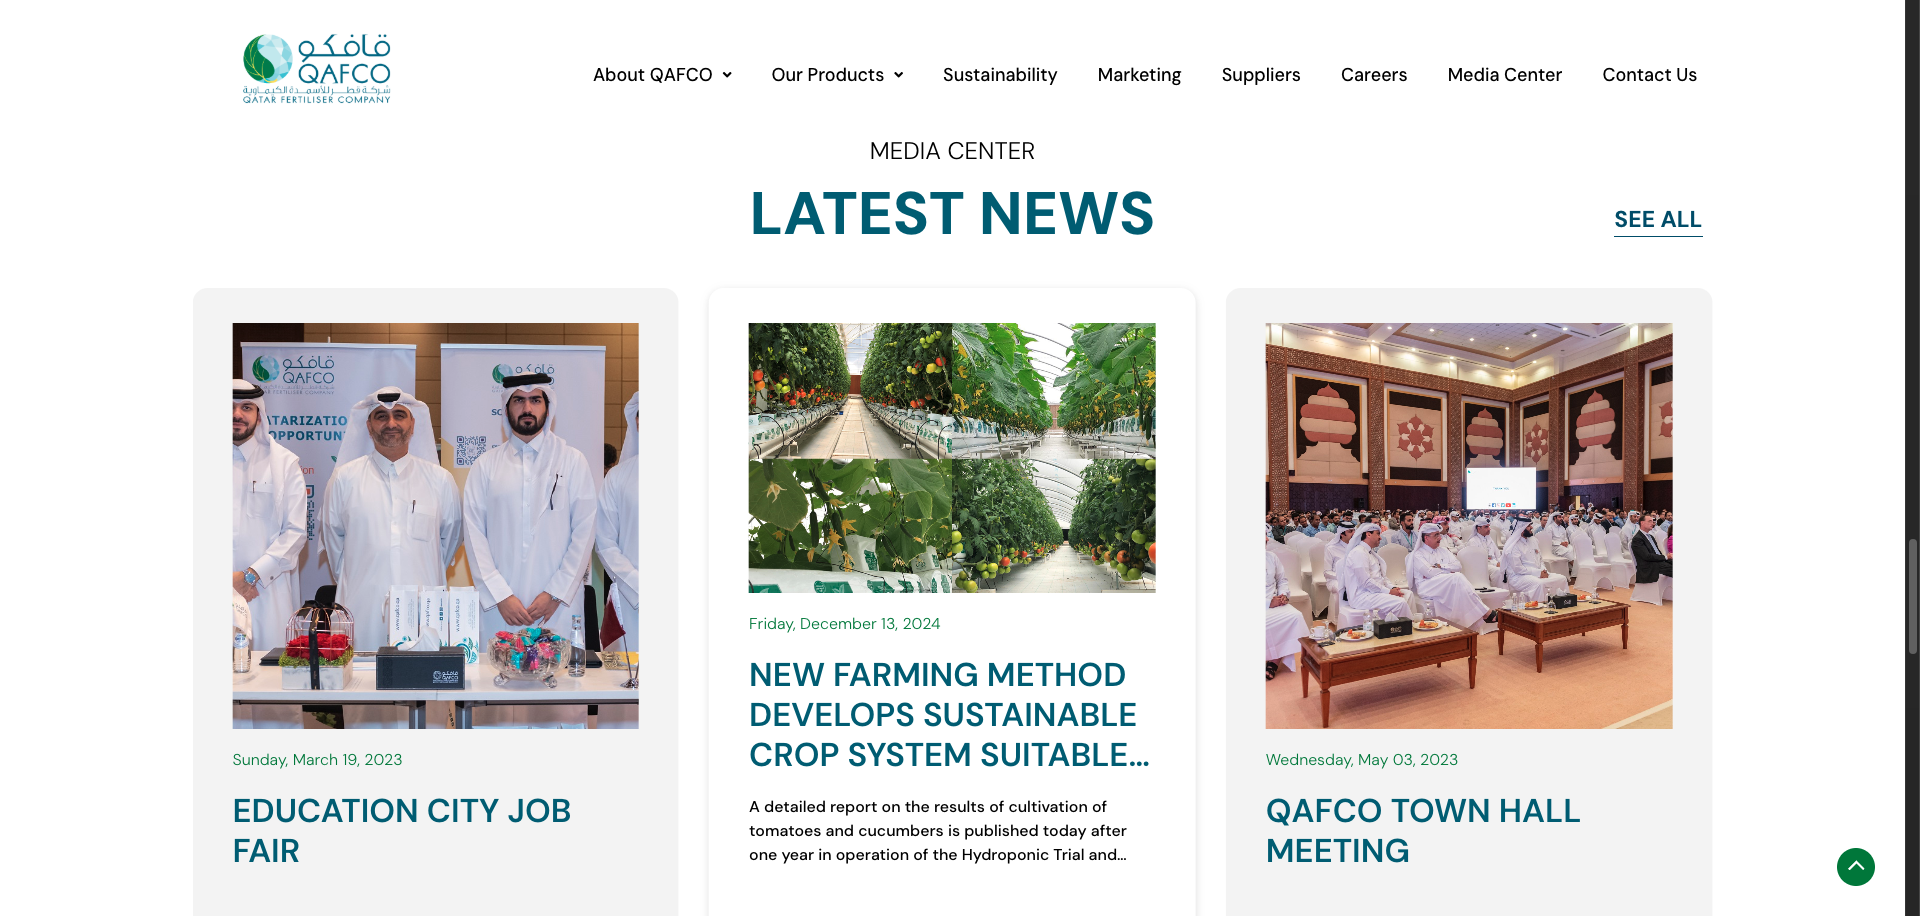 قافكو
QAFCO
شركة قطر للأسمدة الكيماوية
QATAR FERTILISER COMPANY
About QAFCO
Our Products
Sustainability
Marketing
Suppliers
Careers
Media Center
Contact Us
MEDIA CENTER
LATEST NEWS
SEE ALL
قافكو
QAFCO
قافكو
QAFCO
ATARIZATIO
OPPORTUN
Sunday, March 19, 2023
EDUCATION CITY JOB
FAIR
Friday, December 13, 2024
NEW FARMING METHOD
DEVELOPS SUSTAINABLE
CROP SYSTEM SUITABLE...
A detailed report on the results of cultivation of
tomatoes and cucumbers is published today after
one year in operation of the Hydroponic Trial and...
Wednesday, May 03, 2023
QAFCO TOWN HALL
MEETING